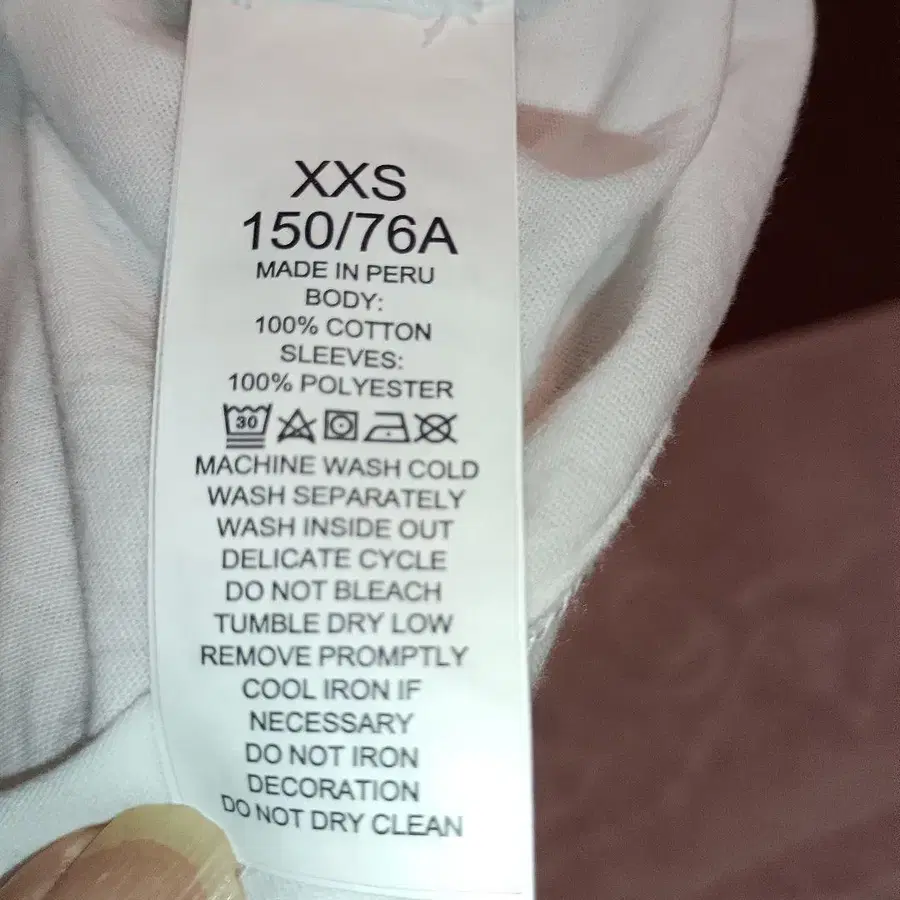 XXS
150/76A
MADE IN PERU
BODY:
100% COTTON
SLEEVES:
100% POLYESTER
30
MACHINE WASH COLD
WASH SEPARATELY
WASH INSIDE OUT
DELICATE CYCLE
DO NOT BLEACH
TUMBLE DRY LOW
REMOVE PROMPTLY
COOL IRON IF
NECESSARY
DO NOT IRON
DECORATION
DO NOT DRY CLEAN